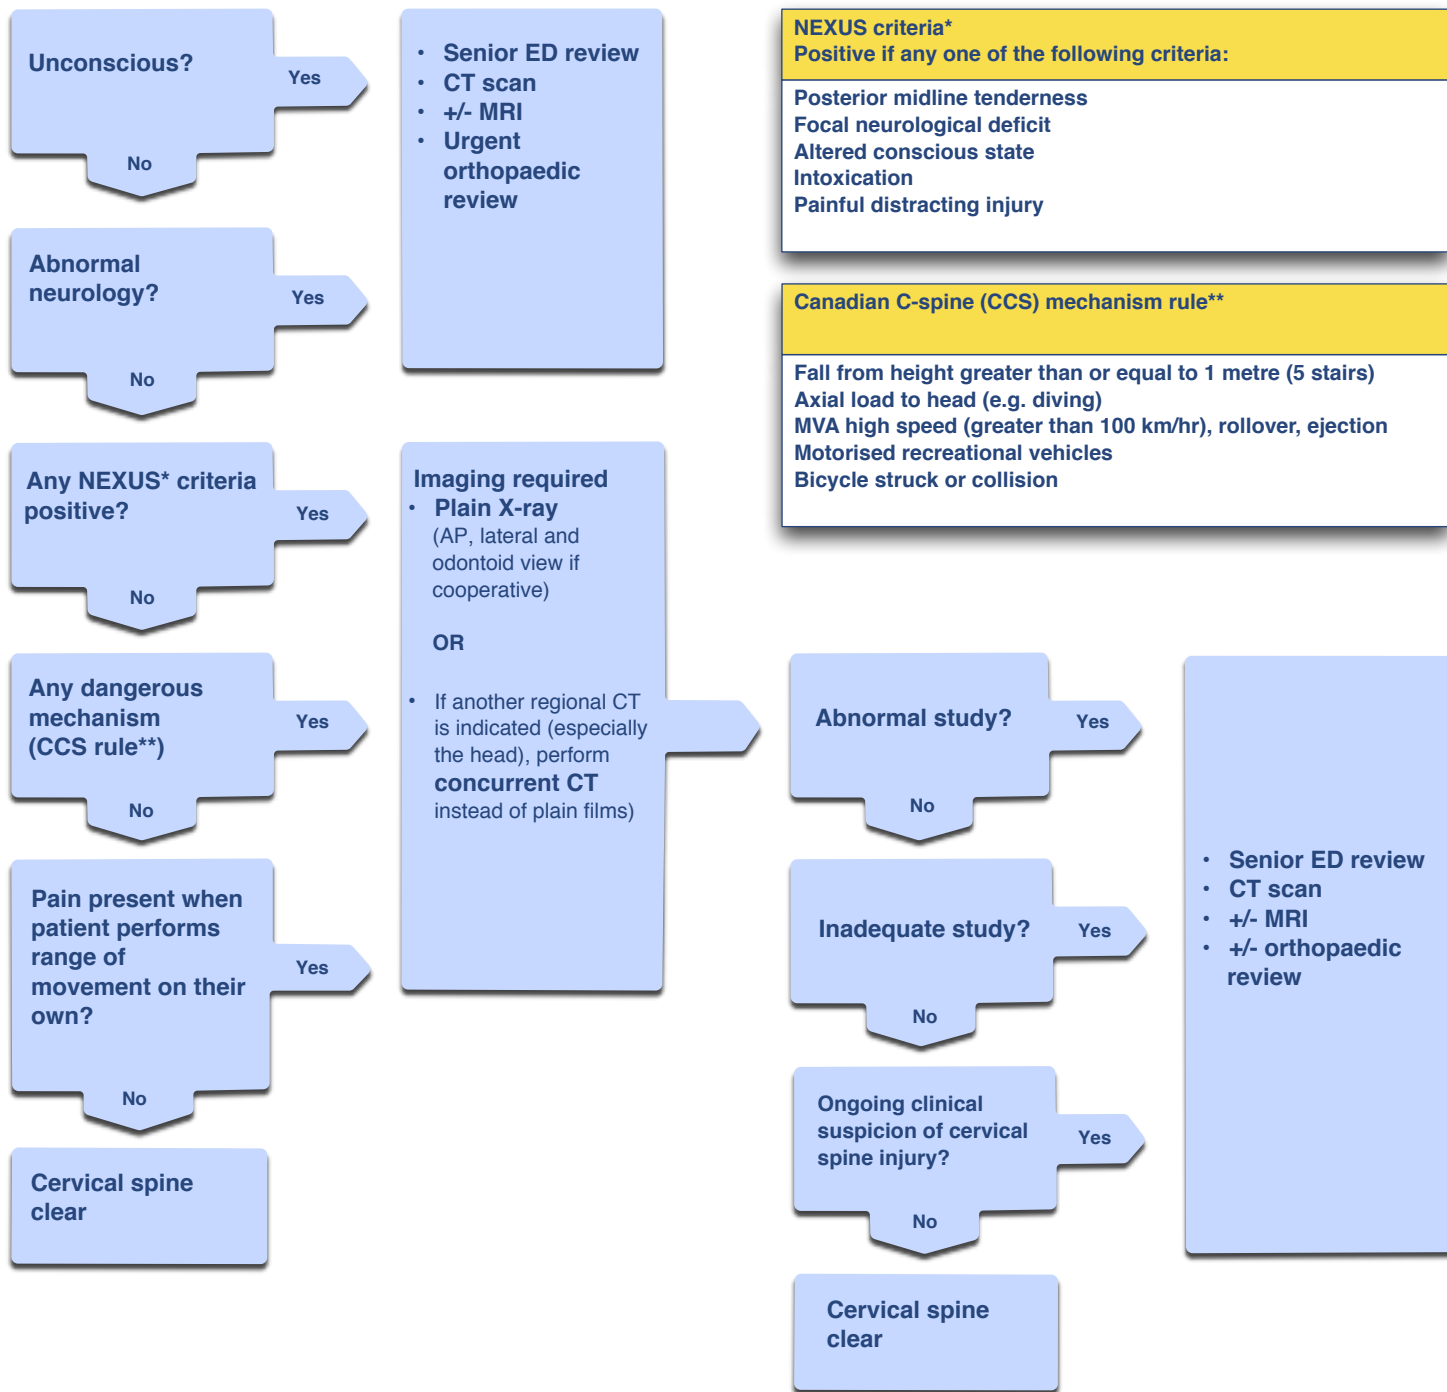 Unconscious?
Yes
No
• Senior ED review
• CT scan
• +/- MRI
• Urgent
orthopaedic
review
Abnormal
neurology?
Yes
No
Any NEXUS* criteria
positive?
Yes
No
Any dangerous
mechanism
(CCS rule**)
Yes
No
Pain present when
patient performs
range of
movement on their
own?
Yes
No
Cervical spine
clear
Imaging required
• Plain X-ray
(AP, lateral and
odontoid view if
cooperative)
OR
• If another regional CT
is indicated (especially
the head), perform
concurrent CT
instead of plain films)
NEXUS criteria*
Positive if any one of the following criteria:
Posterior midline tenderness
Focal neurological deficit
Altered conscious state
Intoxication
Painful distracting injury
Canadian C-spine (CCS) mechanism rule**
Fall from height greater than or equal to 1 metre (5 stairs)
Axial load to head (e.g. diving)
MVA high speed (greater than 100 km/hr), rollover, ejection
Motorised recreational vehicles
Bicycle struck or collision
Abnormal study?
Yes
No
Inadequate study?
Yes
No
Ongoing clinical
suspicion of cervical
spine injury?
Yes
No
Cervical spine
clear
• Senior ED review
• CT scan
• +/- MRI
• +/- orthopaedic
review